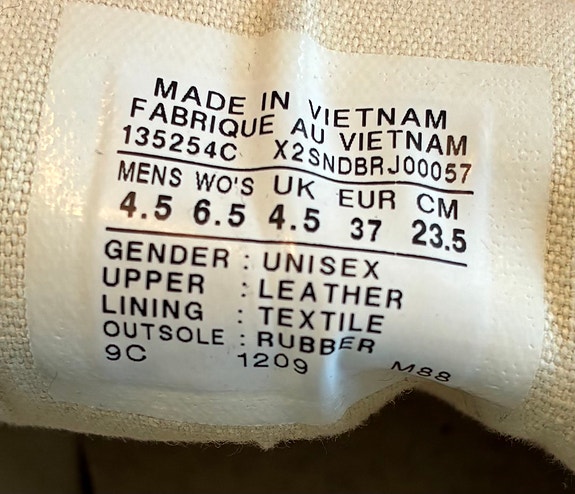 MADE IN VIETNAM
FABRIQUE AU VIETNAM
135254C X2SNDBRJ00057
MENS WO'S UK EUR CM
4.5 6.5 4.5 37 23.5
GENDER : UNISEX
UPPER : LEATHER
LINING : TEXTILE
OUTSOLE : RUBBER
9C 1209 M88